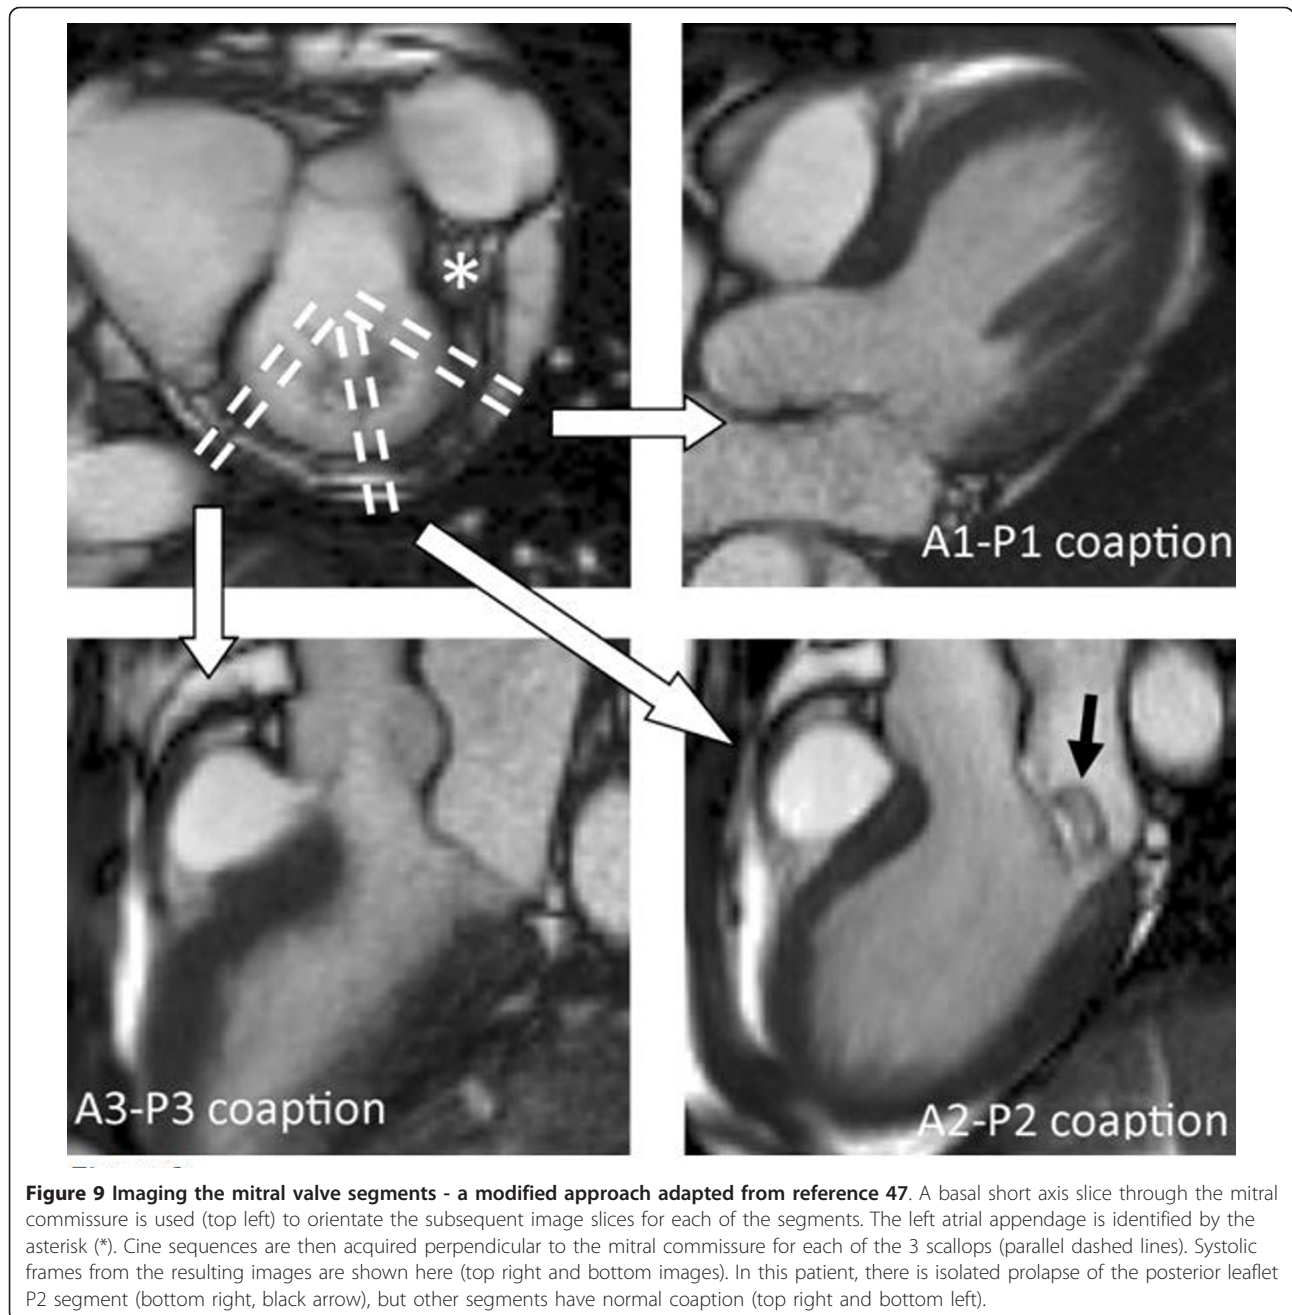 *
A1-P1 coaption
A3-P3 coaption
A2-P2 coaption
Figure 9 Imaging the mitral valve segments - a modified approach adapted from reference 47. A basal short axis slice through the mitral
commissure is used (top left) to orientate the subsequent image slices for each of the segments. The left atrial appendage is identified by the
asterisk (*). Cine sequences are then acquired perpendicular to the mitral commissure for each of the 3 scallops (parallel dashed lines). Systolic
frames from the resulting images are shown here (top right and bottom images). In this patient, there is isolated prolapse of the posterior leaflet
P2 segment (bottom right, black arrow), but other segments have normal coaption (top right and bottom left).